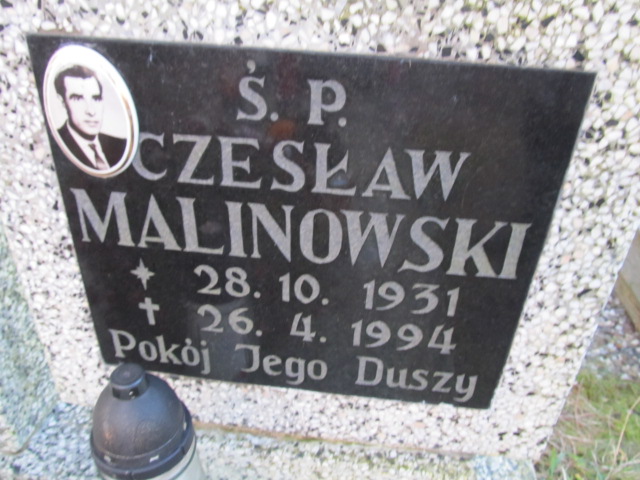 Ś. P.
CZESŁAW
MALINOWSKI
28. 10. 1931
26. 4. 1994
Pokój Jego Duszy